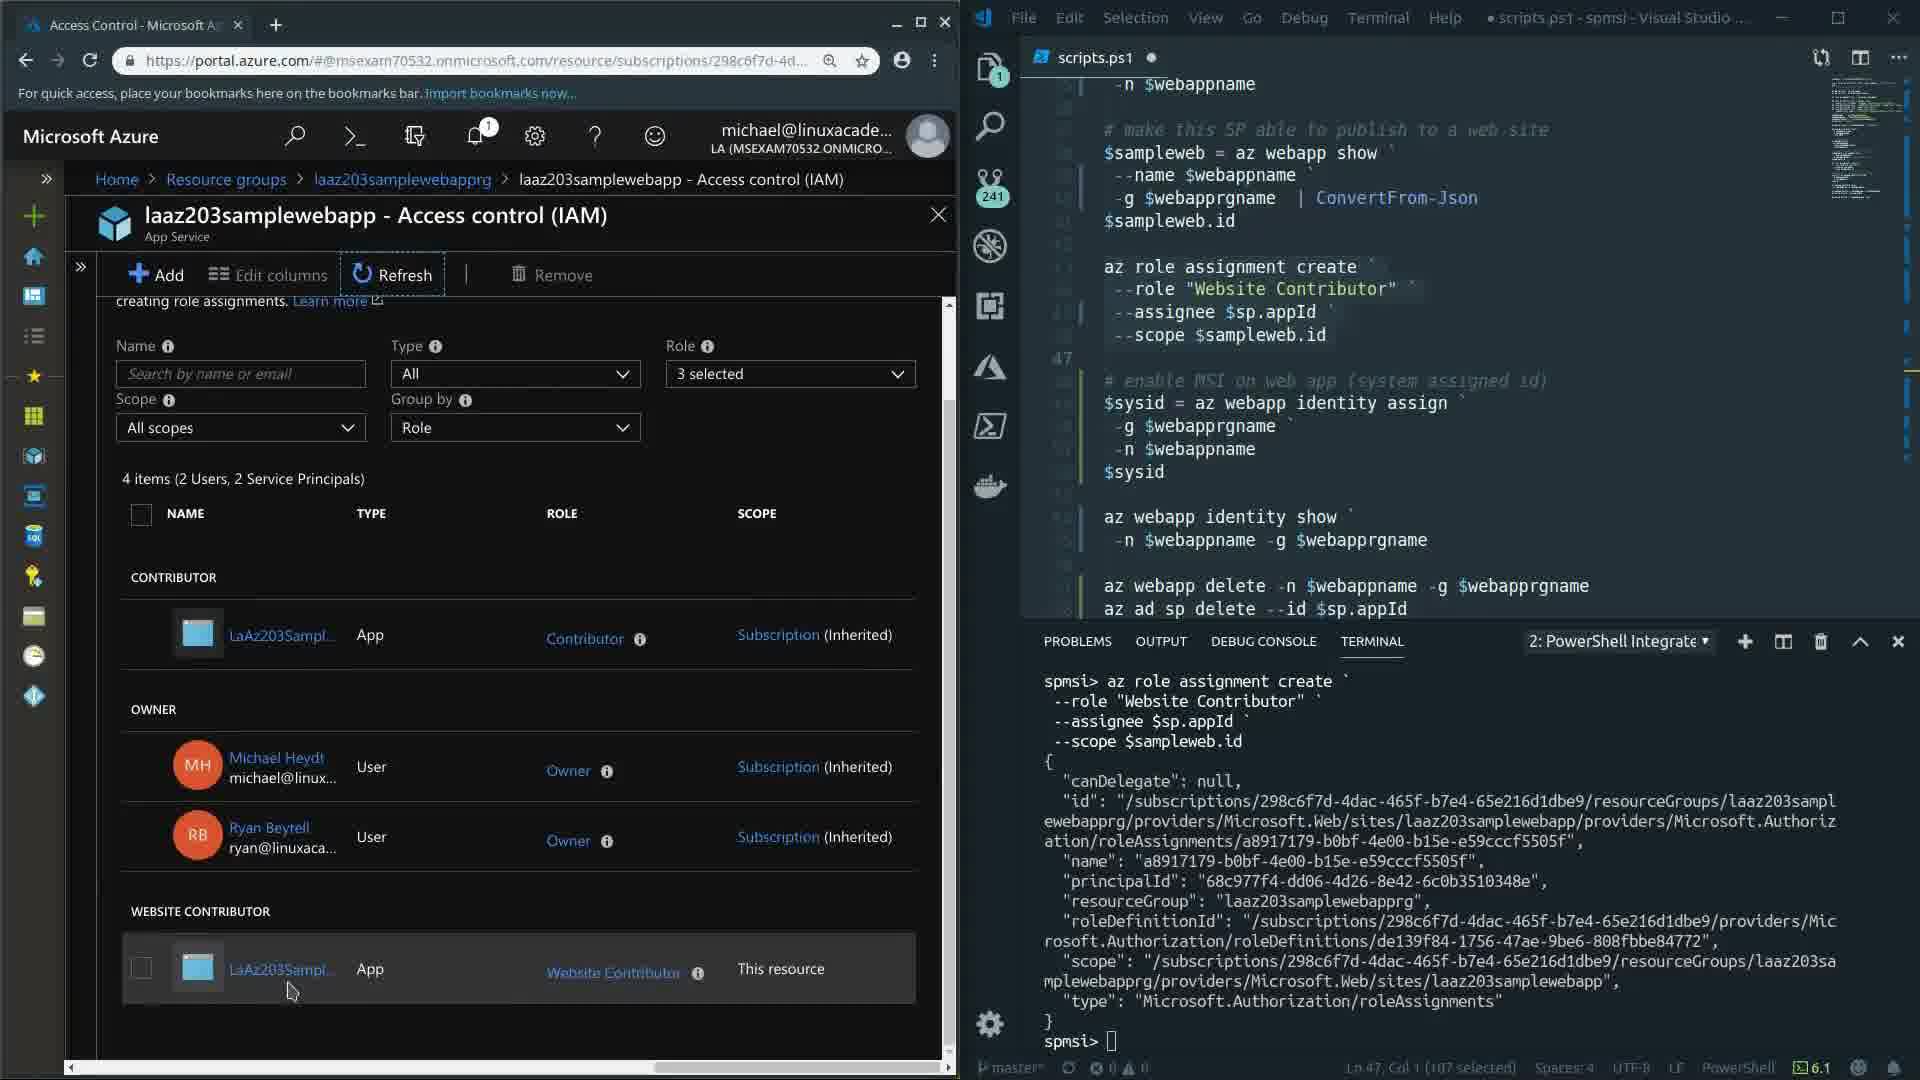 Access Control - Microsoft Az
https://portal.azure.com/#@msexam70532.onmicrosoft.com/resource/subscriptions/298c6f7d-4d...
For quick access, place your bookmarks here on the bookmarks bar. Import bookmarks now...
Microsoft Azure
1
michael@linuxacade...
LA (MSEXAM70532.ONMICRO...
Home > Resource groups > laaz203samplewebapprg > laaz203samplewebapp - Access control (IAM)
laaz203samplewebapp - Access control (IAM)
App Service
Add
Edit columns
Refresh
Remove
creating role assignments. Learn more
Name
Type
Role
Search by name or email
All
3 selected
Scope
Group by
All scopes
Role
4 items (2 Users, 2 Service Principals)
NAME TYPE ROLE SCOPE
CONTRIBUTOR
LaAz203Sampl... App Contributor Subscription (Inherited)
OWNER
MH Michael Heydt
michael@linux... User Owner Subscription (Inherited)
RB Ryan Beyrell
ryan@linuxaca... User Owner Subscription (Inherited)
WEBSITE CONTRIBUTOR
LaAz203Sampl... App Website Contributor This resource
File Edit Selection View Go Debug Terminal Help ● scripts.ps1 - spmsi - Visual Studio ...
1
241
scripts.ps1
-n $webappname
# make this SP able to publish to a web site
$sampleweb = az webapp show `
--name $webappname `
-g $webapprgname | ConvertFrom-Json
$sampleweb.id
az role assignment create `
--role "Website Contributor" `
--assignee $sp.appId `
--scope $sampleweb.id
47
# enable MSI on web app (system assigned id)
$sysid = az webapp identity assign `
-g $webapprgname `
-n $webappname
$sysid
az webapp identity show `
-n $webappname -g $webapprgname
az webapp delete -n $webappname -g $webapprgname
az ad sp delete --id $sp.appId
PROBLEMS OUTPUT DEBUG CONSOLE TERMINAL 2: PowerShell Integrate
spmsi> az role assignment create `
--role "Website Contributor" `
--assignee $sp.appId `
--scope $sampleweb.id
{
"canDelegate": null,
"id": "/subscriptions/298c6f7d-4dac-465f-b7e4-65e216d1dbe9/resourceGroups/laaz203sampl
ewebapprg/providers/Microsoft.Web/sites/laaz203samplewebapp/providers/Microsoft.Authoriz
ation/roleAssignments/a8917179-b0bf-4e00-b15e-e59cccf5505f",
"name": "a8917179-b0bf-4e00-b15e-e59cccf5505f",
"principalId": "68c977f4-dd06-4d26-8e42-6c0b3510348e",
"resourceGroup": "laaz203samplewebapprg",
"roleDefinitionId": "/subscriptions/298c6f7d-4dac-465f-b7e4-65e216d1dbe9/providers/Mic
rosoft.Authorization/roleDefinitions/de139f84-1756-47ae-9be6-808fbbe84772",
"scope": "/subscriptions/298c6f7d-4dac-465f-b7e4-65e216d1dbe9/resourceGroups/laaz203sa
mplewebapprg/providers/Microsoft.Web/sites/laaz203samplewebapp",
"type": "Microsoft.Authorization/roleAssignments"
}
spmsi>
master* 0 0 Ln 47, Col 1 (107 selected) Spaces: 4 UTF-8 LF PowerShell 6.1